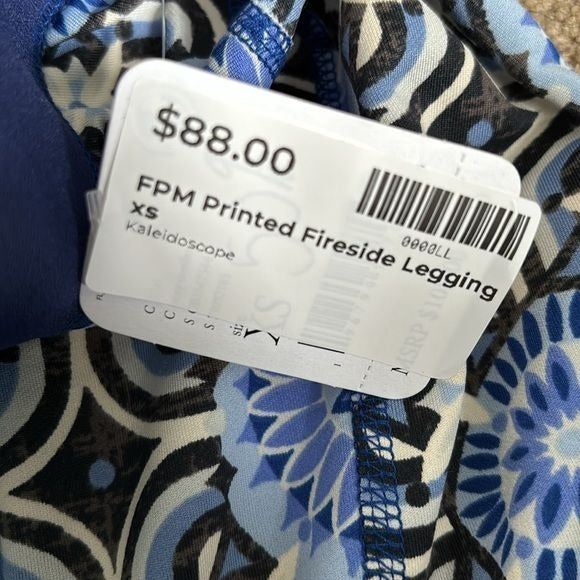 $88.00
FPM Printed Fireside Legging
XS
Kaleidoscope
0000LL